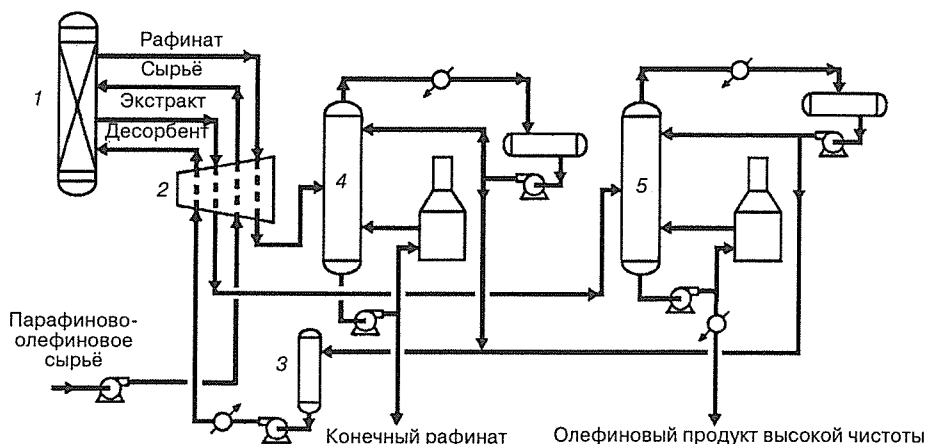 1
Рафинат
Сырьё
Экстракт
Десорбент
2
4
5
Парафиново-
олефиновое
сырьё
3
Конечный рафинат
Олефиновый продукт высокой чистоты